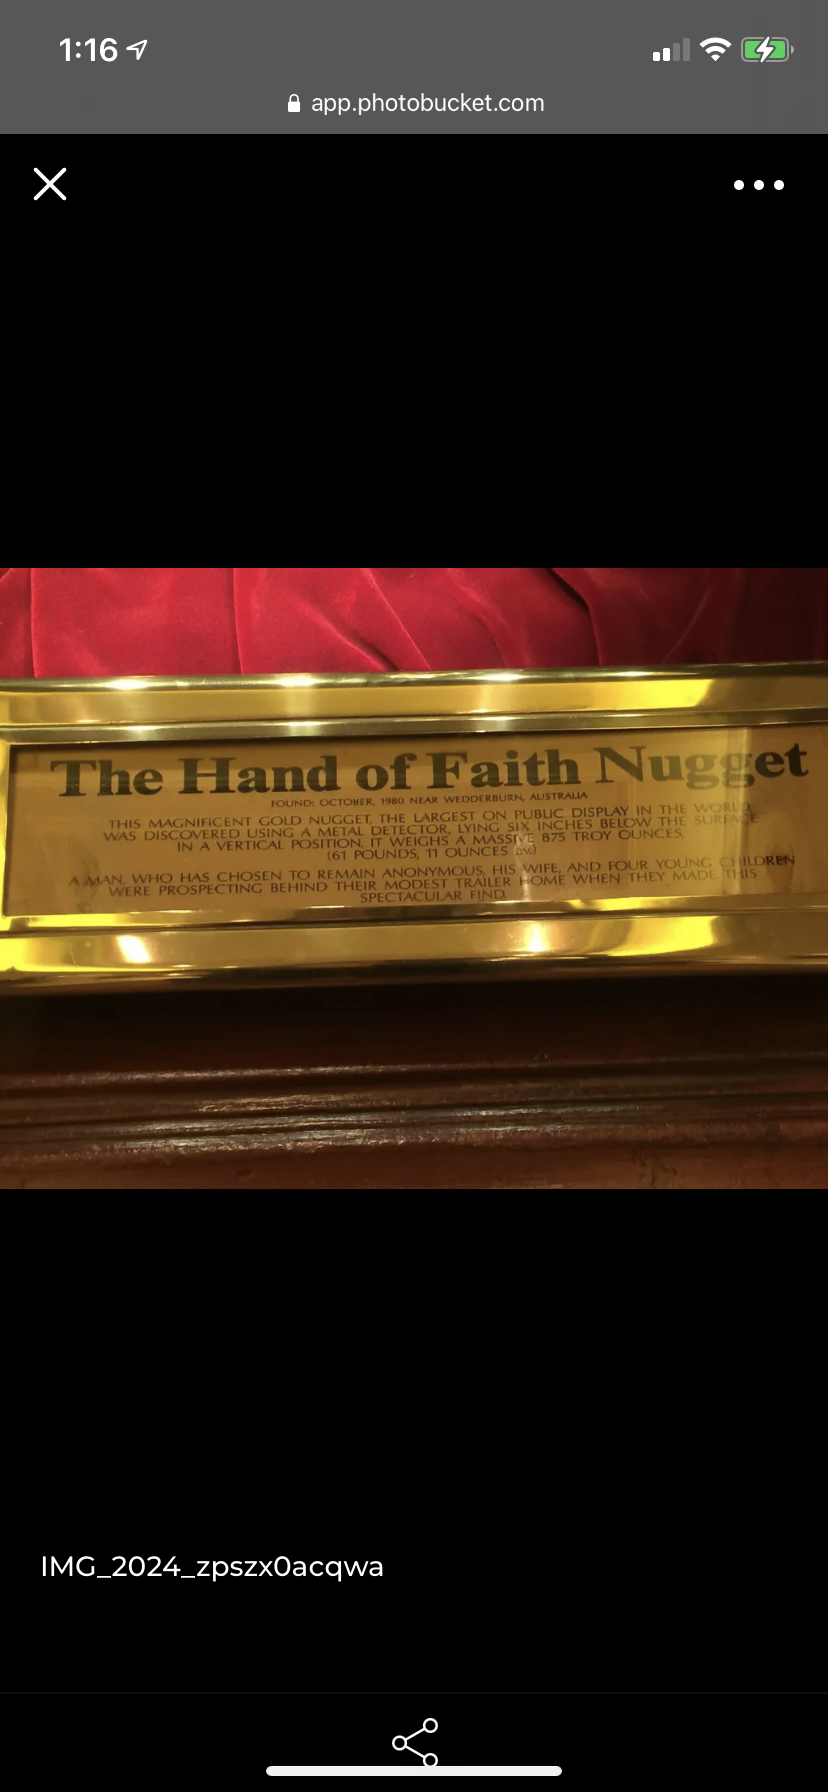 1:16
app.photobucket.com
The Hand of Faith Nugget
FOUND: OCTOBER, 1980 NEAR WEDDERBURN, AUSTRALIA
THIS MAGNIFICENT GOLD NUGGET, THE LARGEST ON PUBLIC DISPLAY IN THE WORLD,
WAS DISCOVERED USING A METAL DETECTOR, LYING SIX INCHES BELOW THE SURFACE
IN A VERTICAL POSITION. IT WEIGHS A MASSIVE 875 TROY OUNCES,
(61 POUNDS, 11 OUNCES
A MAN, WHO HAS CHOSEN TO REMAIN ANONYMOUS, HIS WIFE, AND FOUR YOUNG CHILDREN
WERE PROSPECTING BEHIND THEIR MODEST TRAILER HOME WHEN THEY MADE THIS
SPECTACULAR FIND.
IMG_2024_zpszx0acqwa